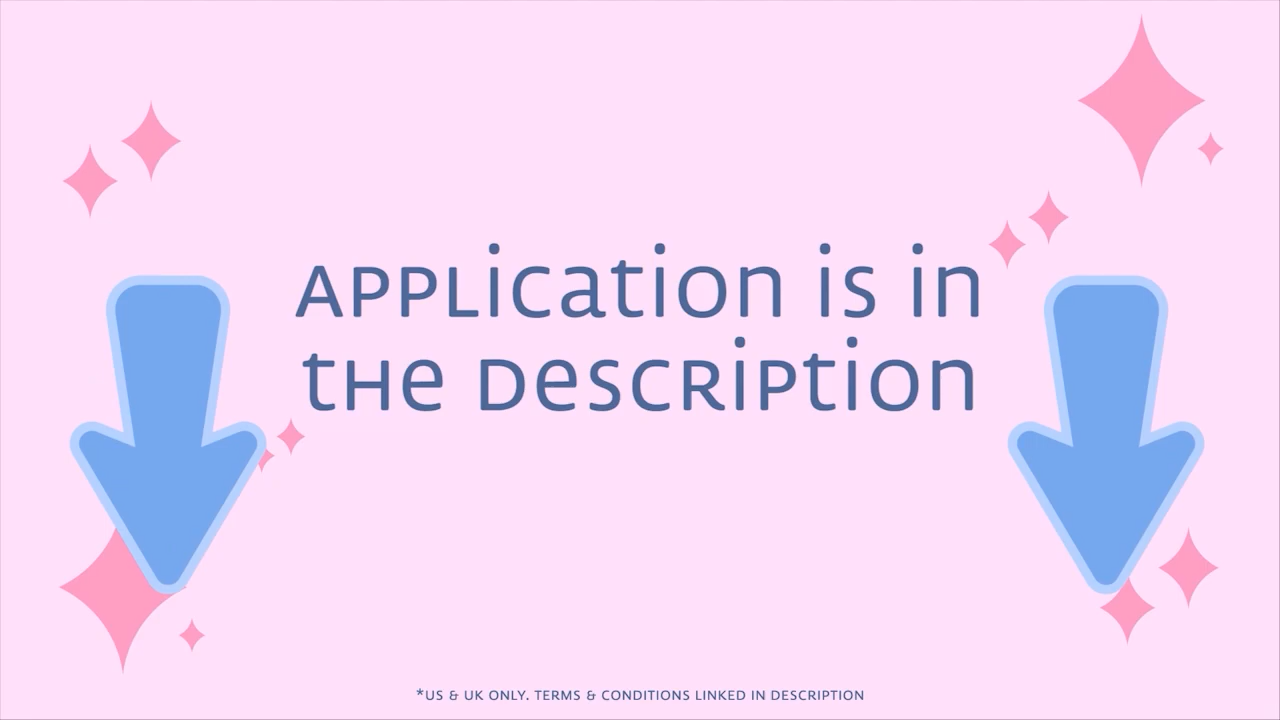 Application is in
the Description
*US & UK ONLY. TERMS & CONDITIONS LINKED IN DESCRIPTION